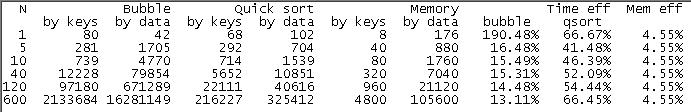 N Bubble Quick sort Memory Time eff Mem eff
by keys by data by keys by data by keys by data bubble qsort
1 80 42 68 102 8 176 190.48% 66.67% 4.55%
5 281 1705 292 704 40 880 16.48% 41.48% 4.55%
10 739 4770 714 1539 80 1760 15.49% 46.39% 4.55%
40 12228 79854 5652 10851 320 7040 15.31% 52.09% 4.55%
120 97180 671289 22111 40616 960 21120 14.48% 54.44% 4.55%
600 2133684 16281149 216227 325412 4800 105600 13.11% 66.45% 4.55%